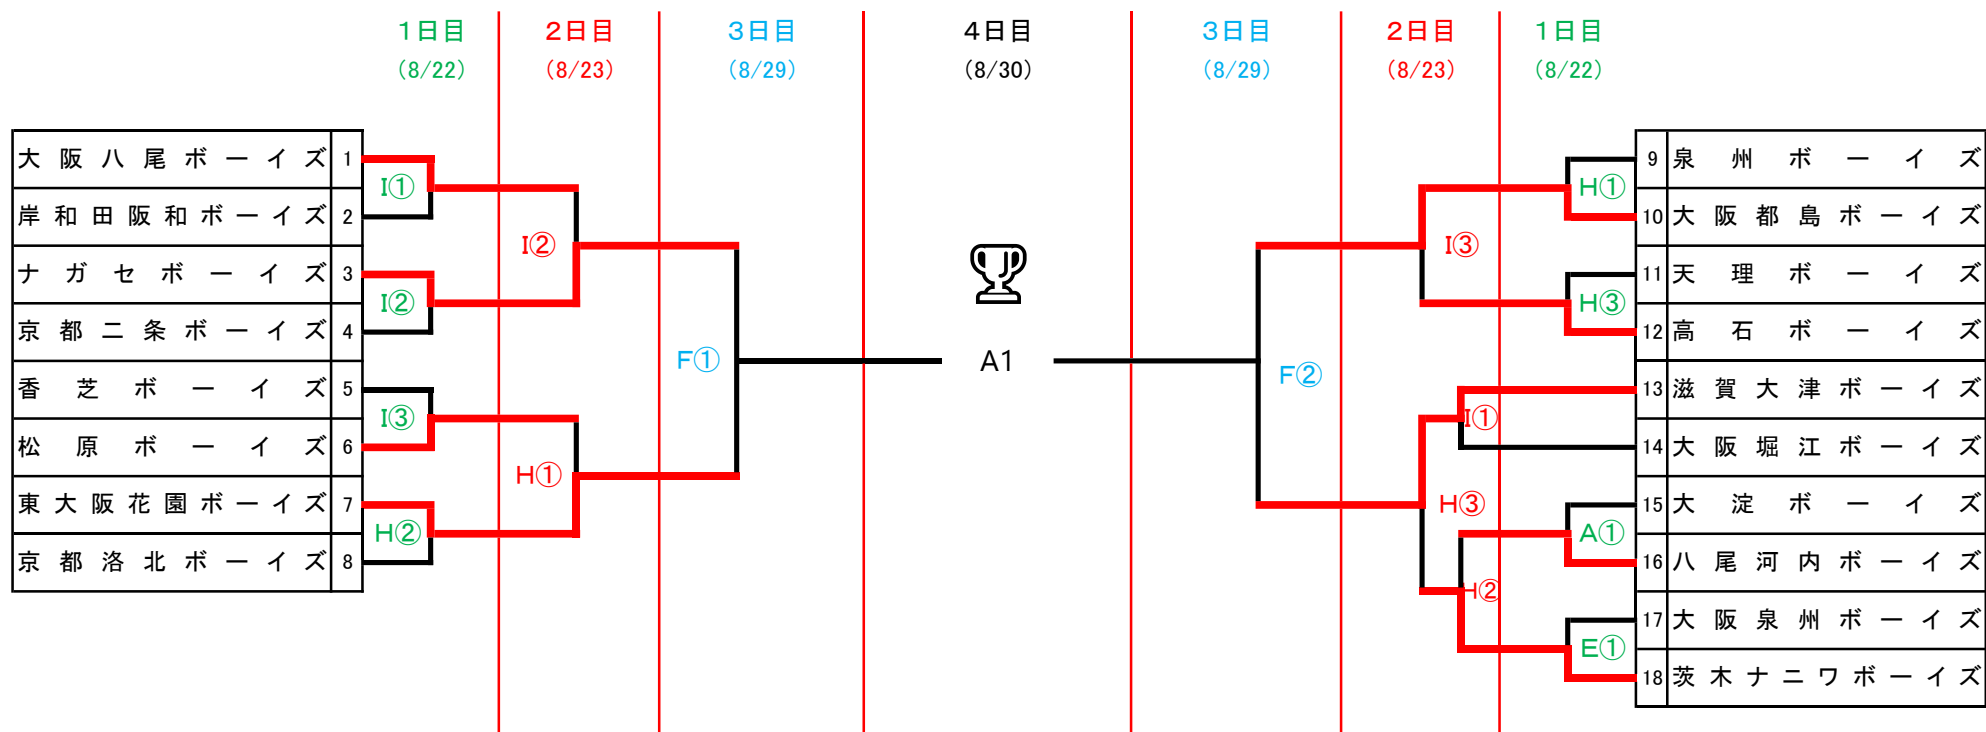 1日目 2日目 3日目 4日目 3日目 2日目 1日目
(8/22) (8/23) (8/29) (8/30) (8/29) (8/23) (8/22)
大阪八尾ボーイズ 1
I①
岸和田阪和ボーイズ 2
I②
ナガセボーイズ 3
I②
京都二条ボーイズ 4
F①
香芝ボーイズ 5
I③
松原ボーイズ 6
H①
東大阪花園ボーイズ 7
H②
京都洛北ボーイズ 8
A1
9 泉州ボーイズ
H①
10 大阪都島ボーイズ
I③
11 天理ボーイズ
H③
12 高石ボーイズ
F②
13 滋賀大津ボーイズ
I①
14 大阪堀江ボーイズ
H③
15 大淀ボーイズ
A①
16 八尾河内ボーイズ
H②
17 大阪泉州ボーイズ
E①
18 茨木ナニワボーイズ